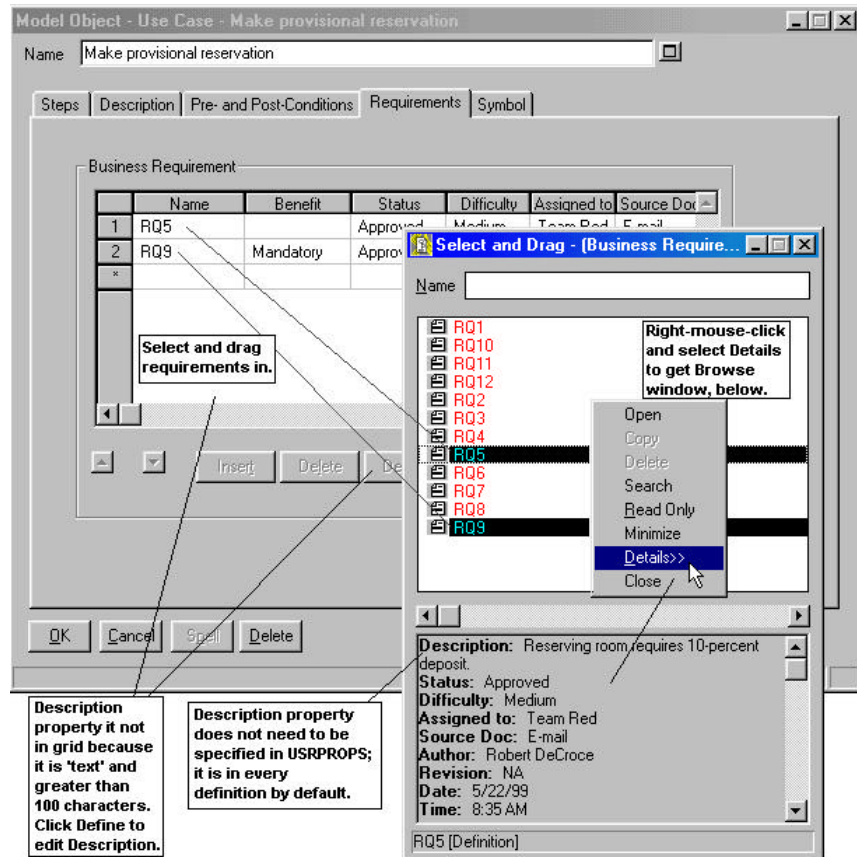 Model Object - Use Case - Make provisional reservation
Name Make provisional reservation
Steps Description Pre- and Post-Conditions Requirements Symbol
Business Requirement
Name Benefit Status Difficulty Assigned to Source Doc
1 RQ5 Approved Medium Team Red E-mail
2 RQ9 Mandatory
*
Select and drag
requirements in.
Insert Delete
OK Cancel Spell Delete
Select and Drag - (Business Require...
Name
RQ1
RQ10
RQ11
RQ12
RQ2
RQ3
RQ4
RQ5
RQ6
RQ7
RQ8
RQ9
Right-mouse-click
and select Details
to get Browse
window, below.
Open
Copy
Delete
Search
Read Only
Minimize
Details>>
Close
Description: Reserving room requires 10-percent
deposit.
Status: Approved
Difficulty: Medium
Assigned to: Team Red
Source Doc: E-mail
Author: Robert DeCroce
Revision: NA
Date: 5/22/99
Time: 8:35 AM
RQ5 [Definition]
Description
property it not
in grid because
it is 'text' and
greater than
100 characters.
Click Define to
edit Description.
Description property
does not need to be
specified in USRPROPS;
it is in every
definition by default.